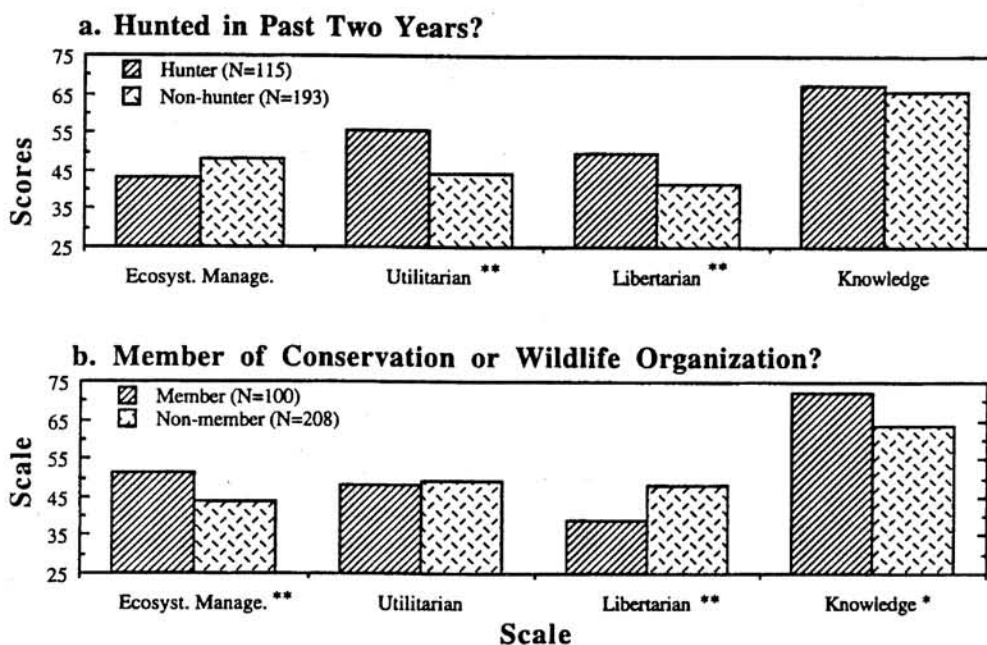 a. Hunted in Past Two Years?
75
65
55
45
35
25
Scores
Hunter (N=115)
Non-hunter (N=193)
Ecosyst. Manage.
Utilitarian **
Libertarian **
Knowledge
b. Member of Conservation or Wildlife Organization?
75
65
55
45
35
25
Scale
Member (N=100)
Non-member (N=208)
Ecosyst. Manage. **
Utilitarian
Libertarian **
Knowledge *
Scale